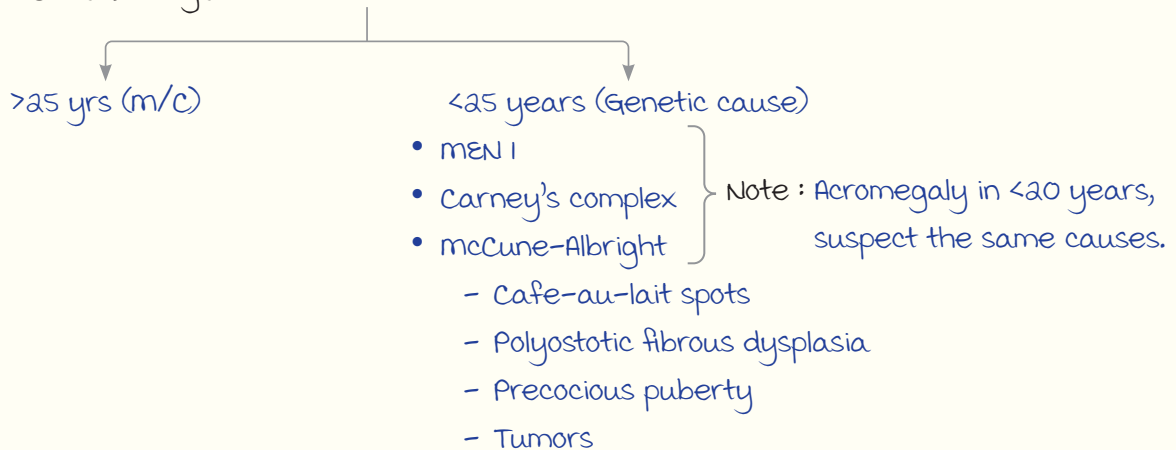 >25 yrs (m/c)
<25 years (Genetic cause)
• MEN 1
• Carney's complex
• mcCune-Albright
Note : Acromegaly in <20 years,
suspect the same causes.
- Cafe-au-lait spots
- Polyostotic fibrous dysplasia
- Precocious puberty
- Tumors